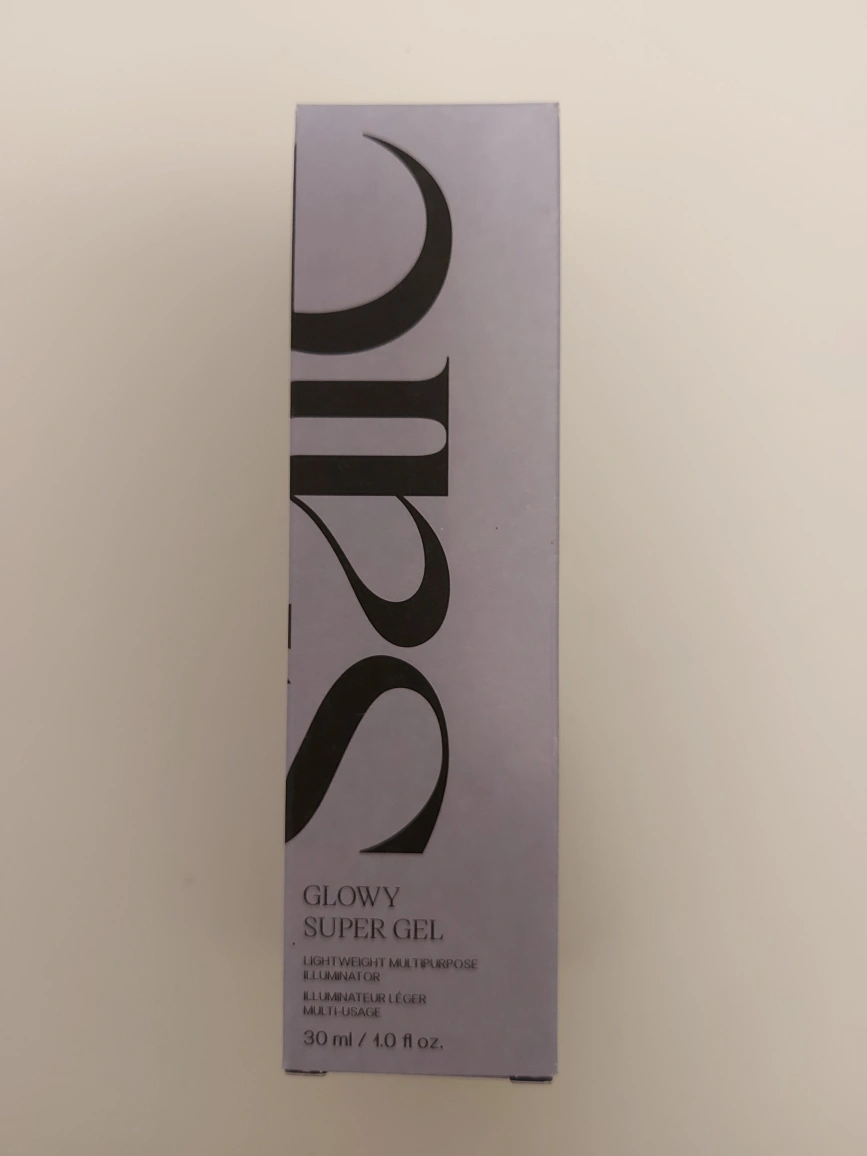 GLOWY
SUPER GEL
LIGHTWEIGHT MULTIPURPOSE
ILLUMINATOR
ILLUMINATEUR LÉGER
MULTI-USAGE
30 ml / 1.0 fl oz.